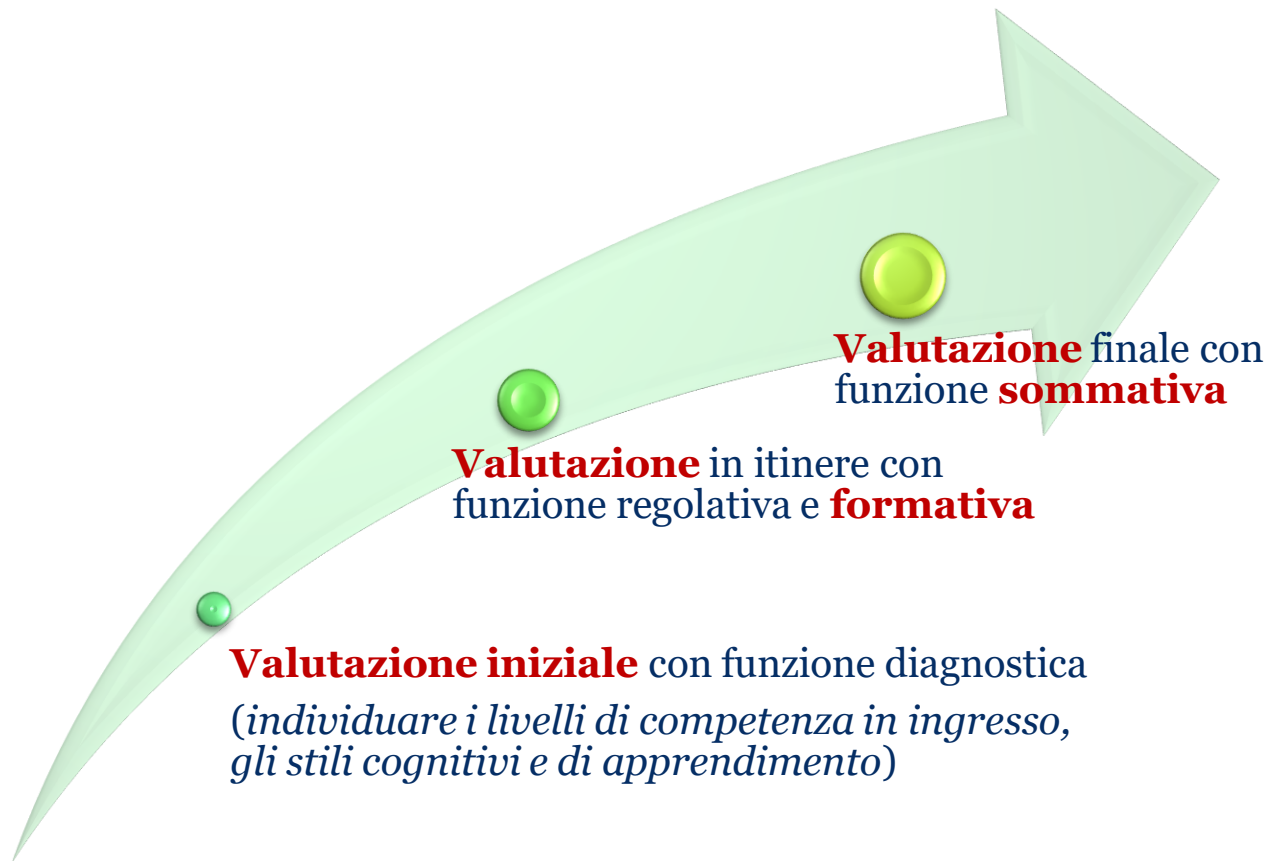 Valutazione finale con
funzione sommativa
Valutazione in itinere con
funzione regolativa e formativa
Valutazione iniziale con funzione diagnostica
(individuare i livelli di competenza in ingresso,
gli stili cognitivi e di apprendimento)